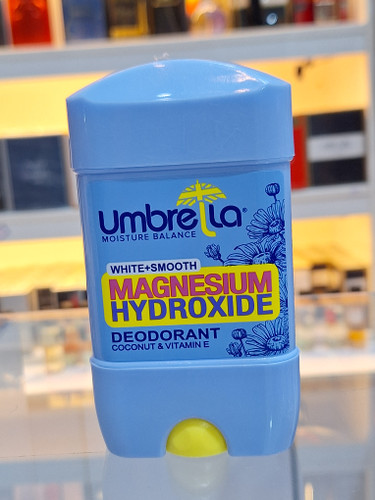 Umbrella®
MOISTURE BALANCE
WHITE+SMOOTH
MAGNESIUM
HYDROXIDE
DEODORANT
COCONUT & VITAMIN E